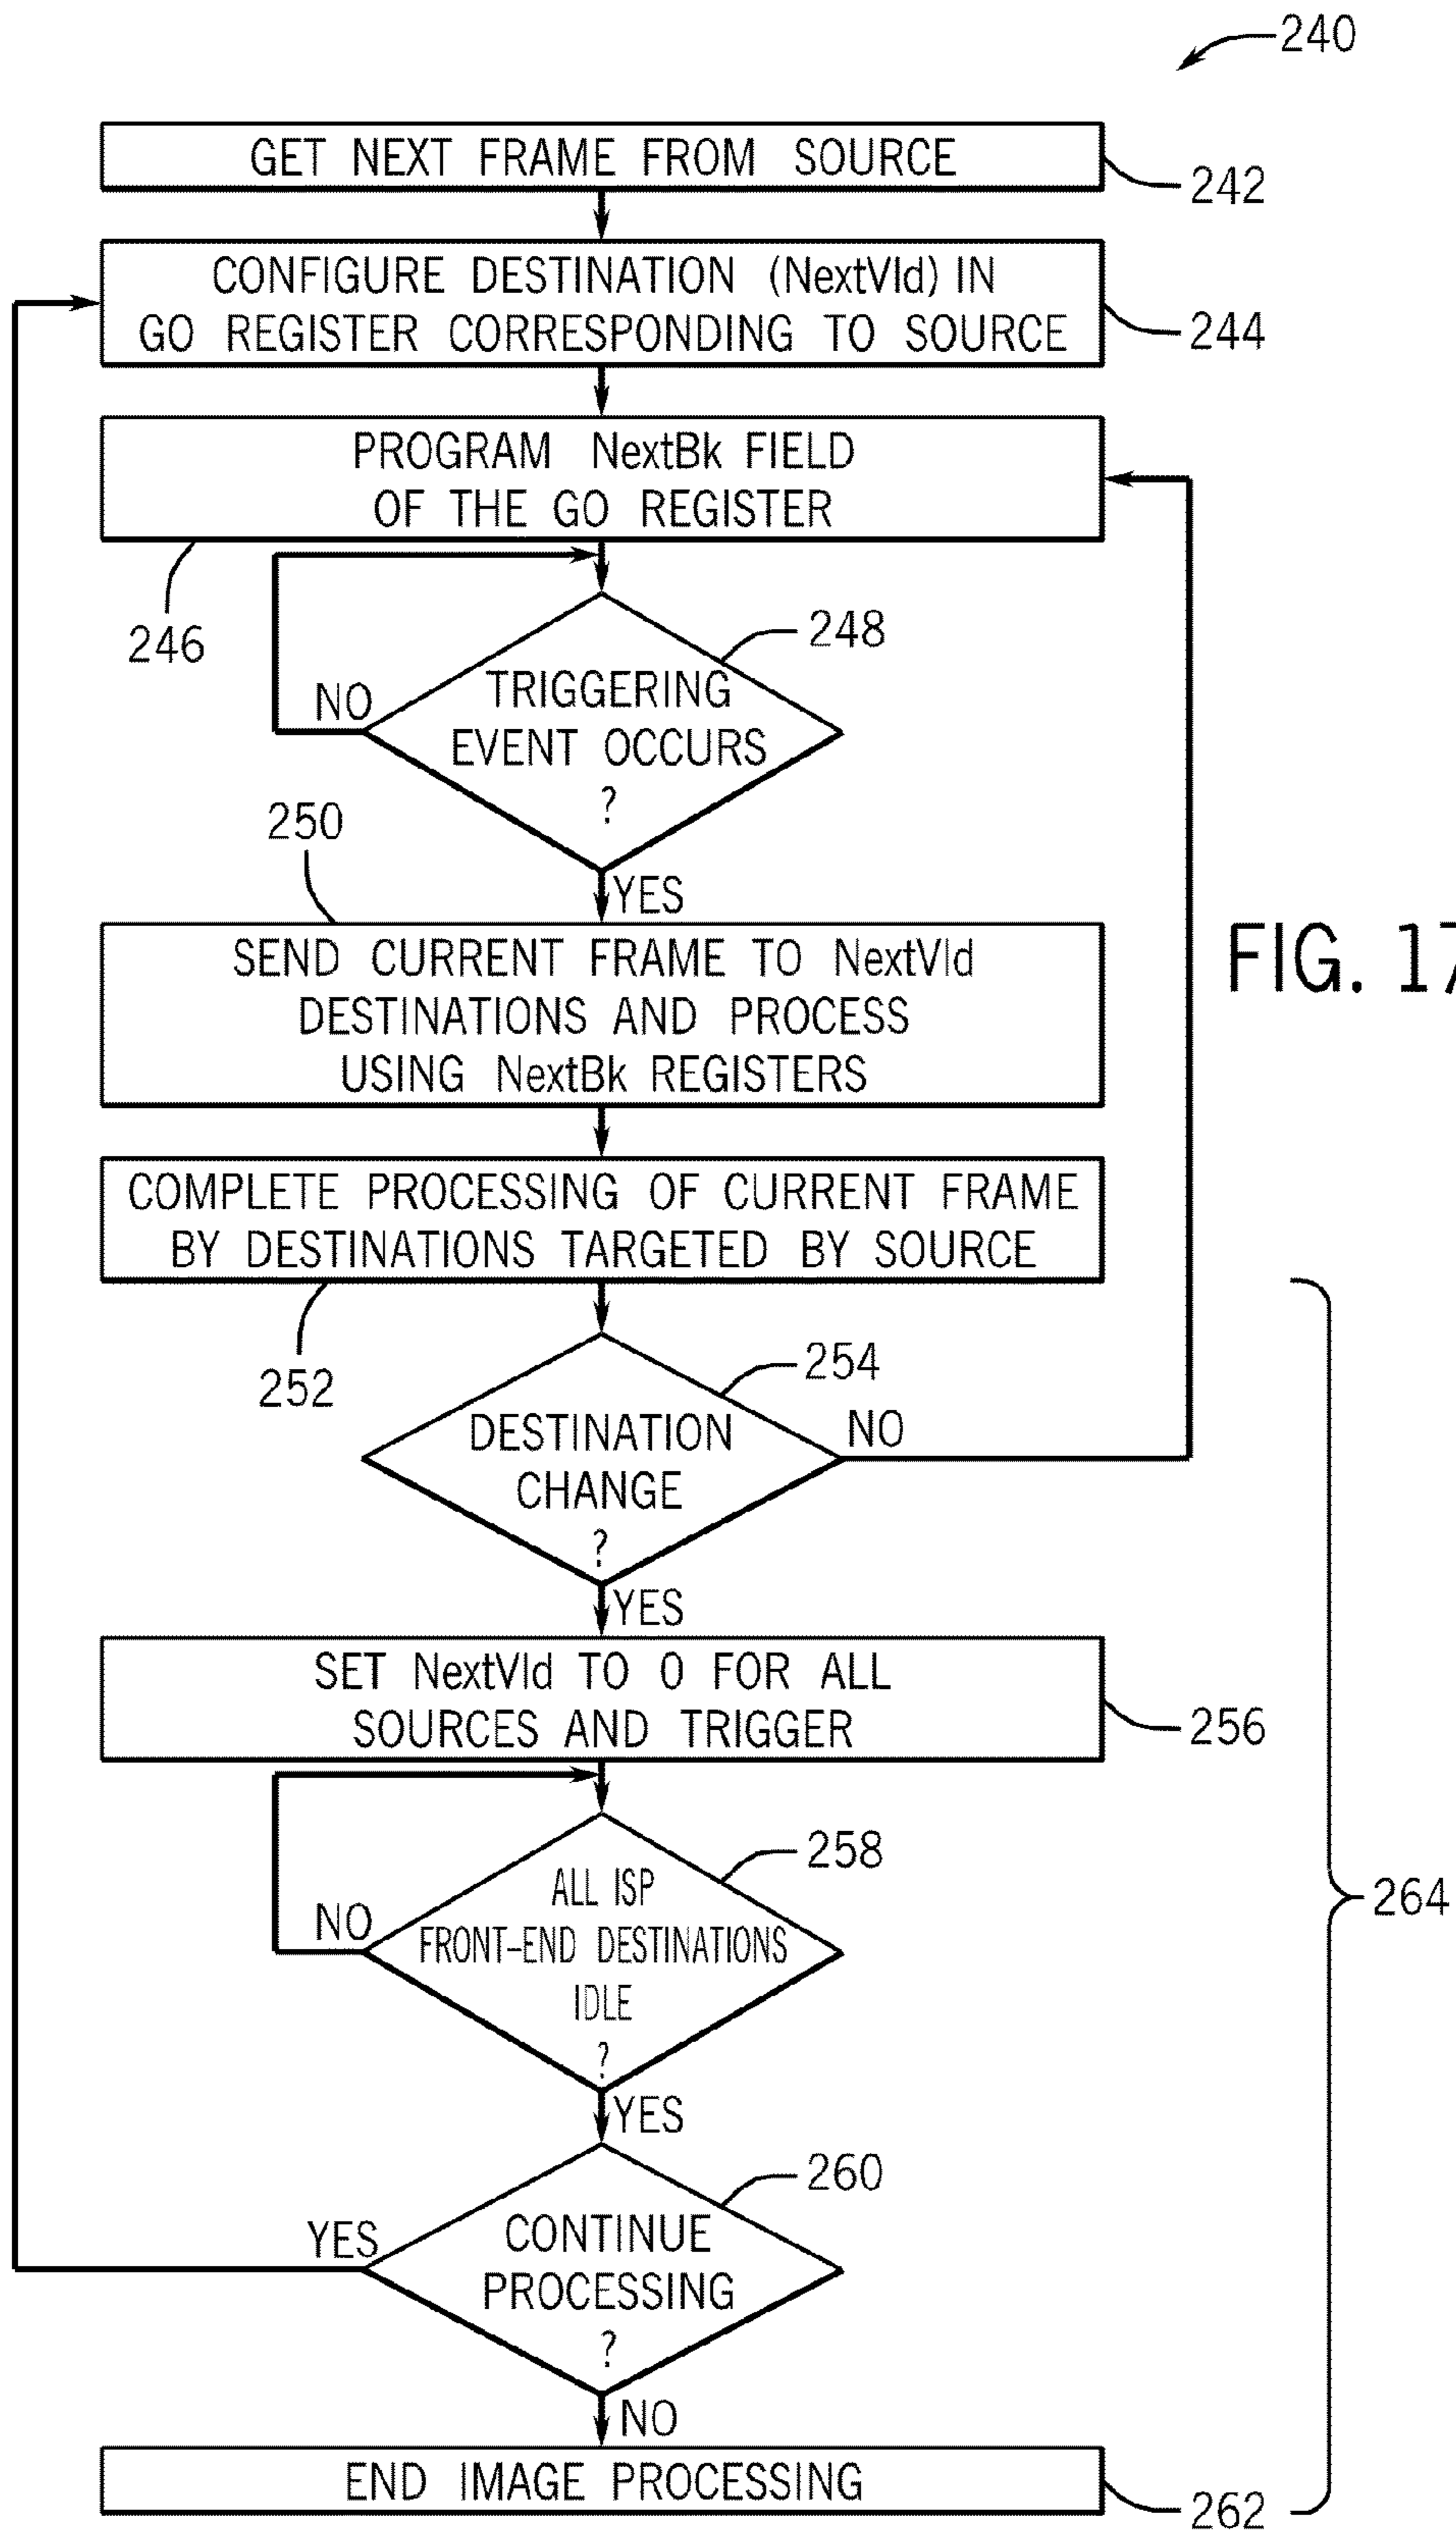 240
GET NEXT FRAME FROM SOURCE
242
CONFIGURE DESTINATION (NextVld) IN
GO REGISTER CORRESPONDING TO SOURCE
244
PROGRAM NextBk FIELD
OF THE GO REGISTER
246
248
TRIGGERING
EVENT OCCURS
?
NO
YES
250
SEND CURRENT FRAME TO NextVld
DESTINATIONS AND PROCESS
USING NextBk REGISTERS
FIG. 17
COMPLETE PROCESSING OF CURRENT FRAME
BY DESTINATIONS TARGETED BY SOURCE
252
254
DESTINATION
CHANGE
?
NO
YES
SET NextVld TO 0 FOR ALL
SOURCES AND TRIGGER
256
258
ALL ISP
FRONT-END DESTINATIONS
IDLE
?
NO
YES
264
260
CONTINUE
PROCESSING
?
YES
NO
END IMAGE PROCESSING
262